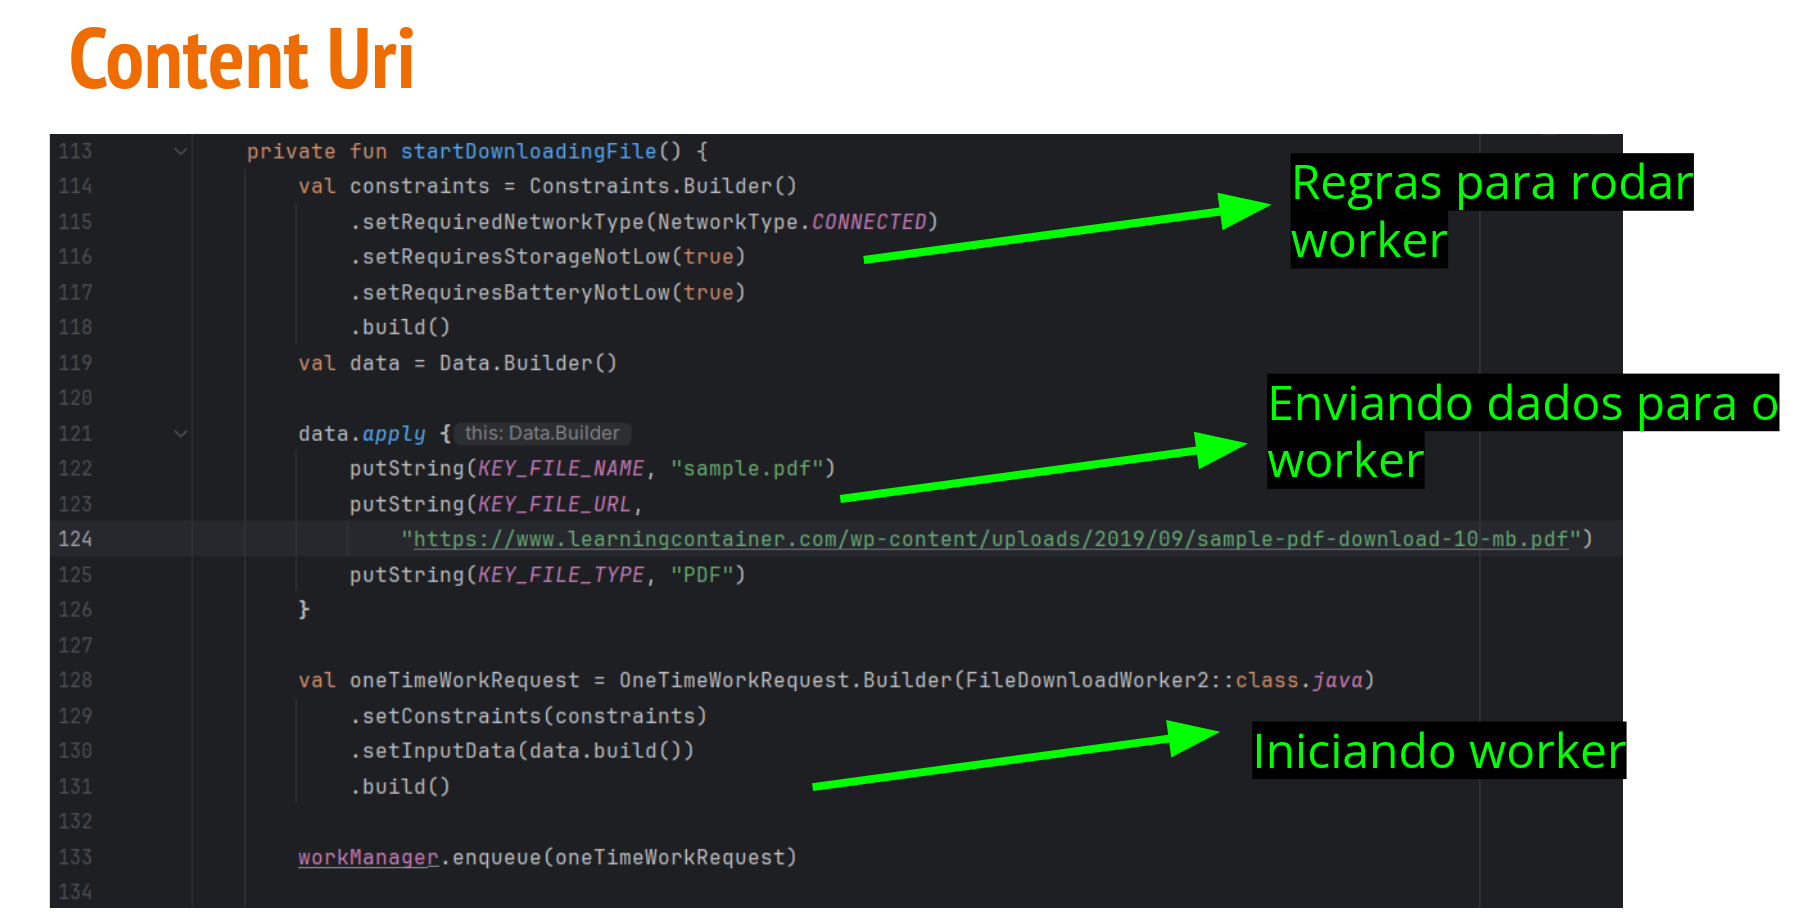 Content Uri
113 private fun startDownloadingFile() {
114 val constraints = Constraints.Builder()
115 .setRequiredNetworkType(NetworkType.CONNECTED)
116 .setRequiresStorageNotLow(true)
117 .setRequiresBatteryNotLow(true)
118 .build()
119 val data = Data.Builder()
120
121 data.apply { this: Data.Builder
122 putString(KEY_FILE_NAME, "sample.pdf")
123 putString(KEY_FILE_URL,
124 "https://www.learningcontainer.com/wp-content/uploads/2019/09/sample-pdf-download-10-mb.pdf")
125 putString(KEY_FILE_TYPE, "PDF")
126 }
127
128 val oneTimeWorkRequest = OneTimeWorkRequest.Builder(FileDownloadWorker2::class.java)
129 .setConstraints(constraints)
130 .setInputData(data.build())
131 .build()
132
133 workManager.enqueue(oneTimeWorkRequest)
134
Regras para rodar
worker
Enviando dados para o
worker
Iniciando worker